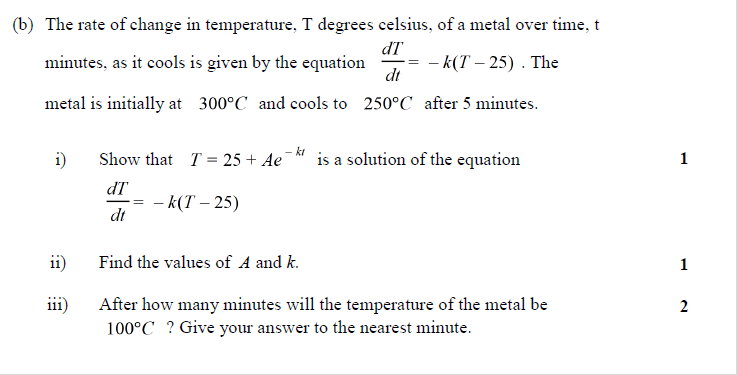 (b) The rate of change in temperature, T degrees celsius, of a metal over time, t
minutes, as it cools is given by the equation dT/dt = – k(T – 25) . The
metal is initially at 300°C and cools to 250°C after 5 minutes.
i) Show that T = 25 + Ae^(– kt) is a solution of the equation 1
dT/dt = – k(T – 25)
ii) Find the values of A and k. 1
iii) After how many minutes will the temperature of the metal be 2
100°C ? Give your answer to the nearest minute.